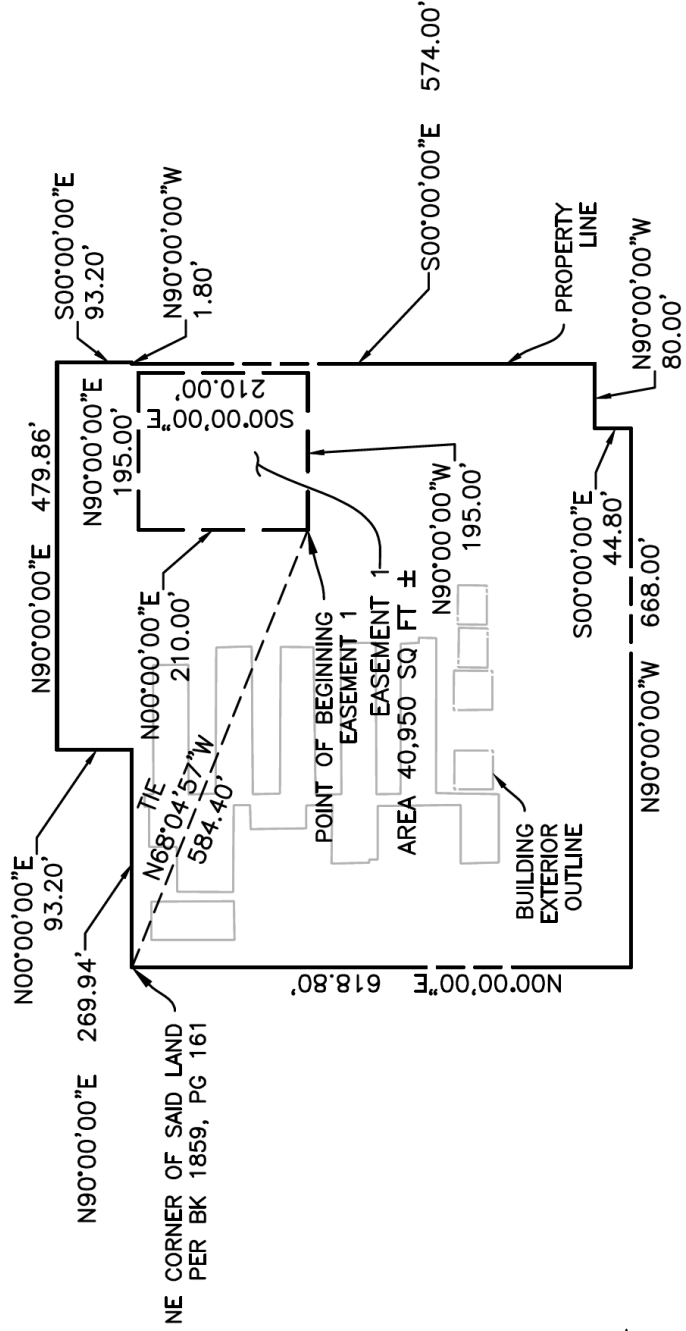 S00°00'00"E
93.20'
N90°00'00"W
1.80'
N90°00'00"E 479.86'
N90°00'00"E
195.00'
S00°00'00"E
210.00'
S00°00'00"E 574.00'
N00°00'00"E
93.20'
N90°00'00"E 269.94'
N00°00'00"E
210.00'
TIE
N68°04'57"W
584.40'
NE CORNER OF SAID LAND
PER BK 1859, PG 161
POINT OF BEGINNING
EASEMENT 1
EASEMENT 1
AREA 40,950 SQ FT ±
N90°00'00"W
195.00'
PROPERTY
LINE
N90°00'00"W
80.00'
S00°00'00"E
44.80'
BUILDING
EXTERIOR
OUTLINE
N00°00'00"E 618.80'
N90°00'00"W 668.00'